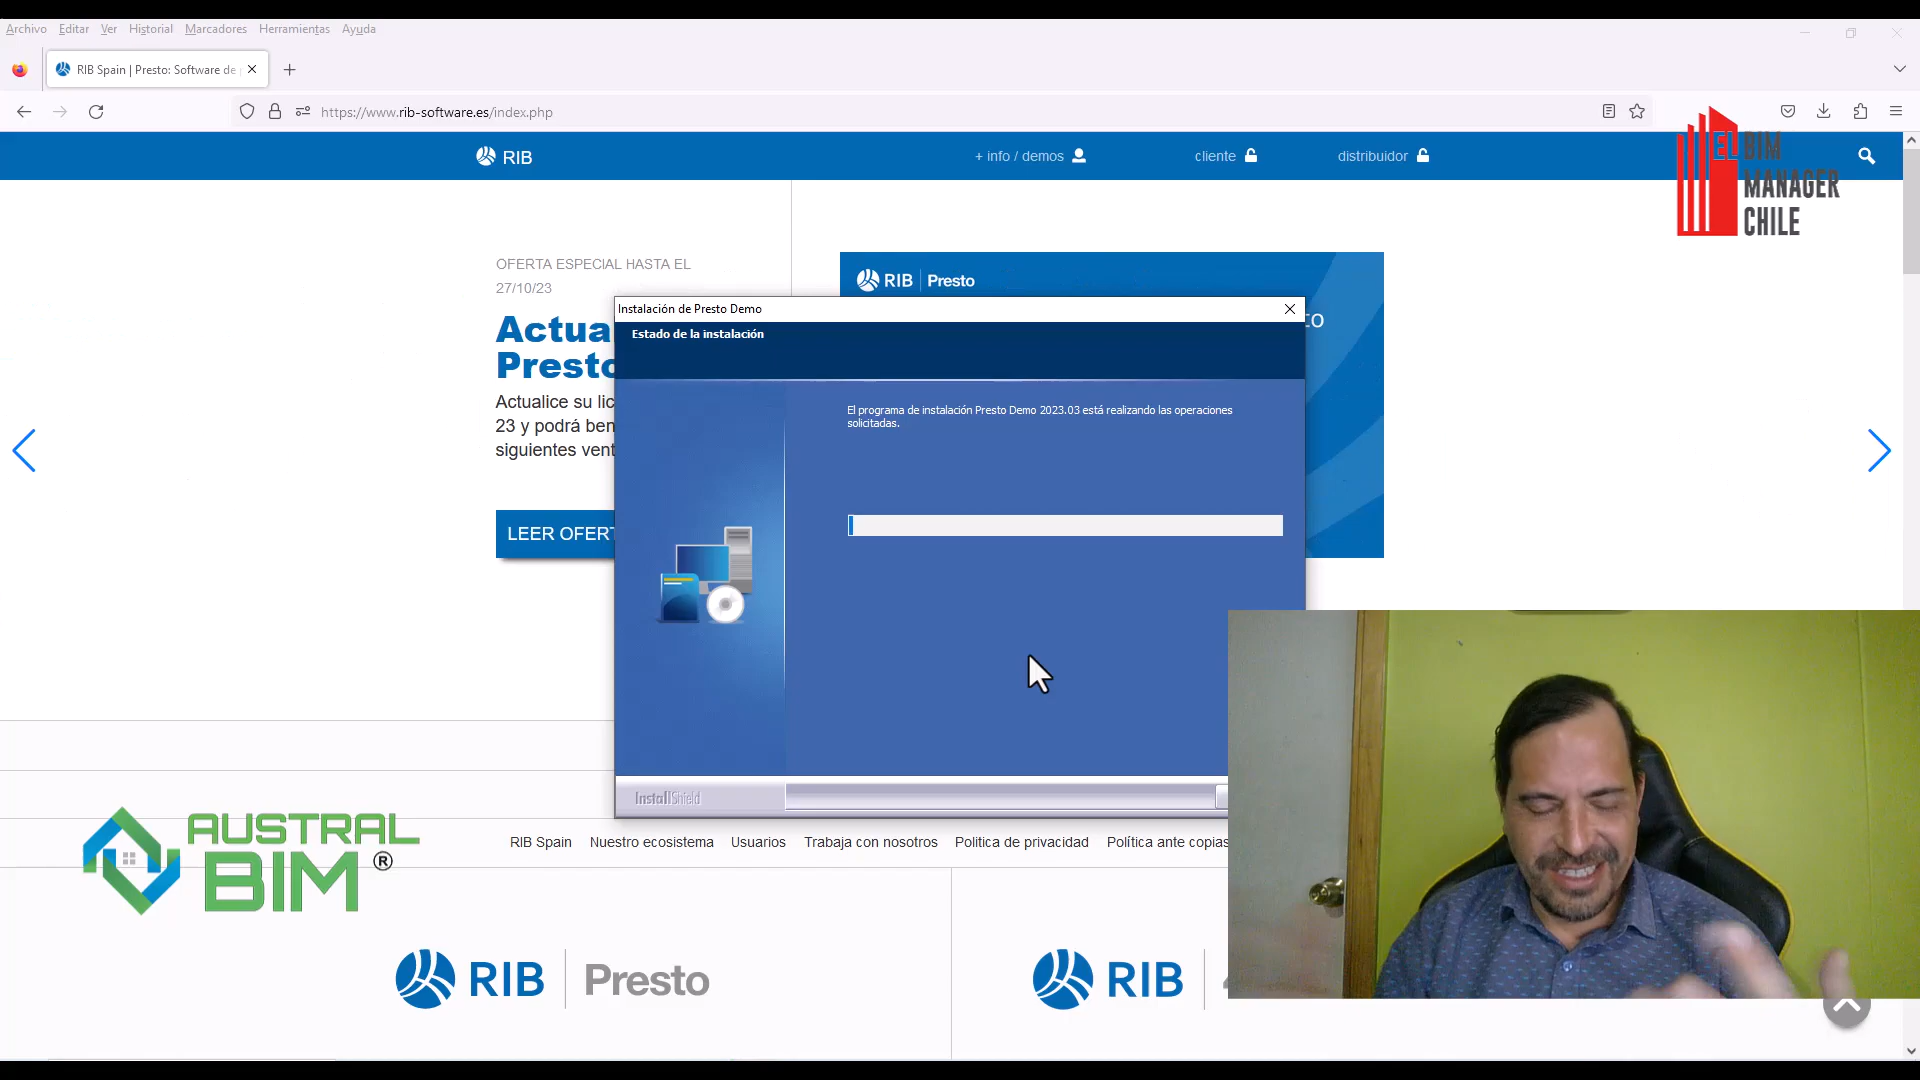 Archivo Editar Ver Historial Marcadores Herramientas Ayuda
RIB Spain | Presto: Software de
https://www.rib-software.es/index.php
RIB
+ info / demos
cliente
distribuidor
EL BIM
MANAGER
CHILE
OFERTA ESPECIAL HASTA EL
27/10/23
RIB Presto
Actua
Presto
Actualice su lic
23 y podrá ben
siguientes vent
LEER OFERT
Instalación de Presto Demo
Estado de la instalación
El programa de instalación Presto Demo 2023.03 está realizando las operaciones
solicitadas.
InstallShield
AUSTRAL
BIM ®
RIB Spain Nuestro ecosistema Usuarios Trabaja con nosotros Politica de privacidad Política ante copias
RIB Presto
RIB